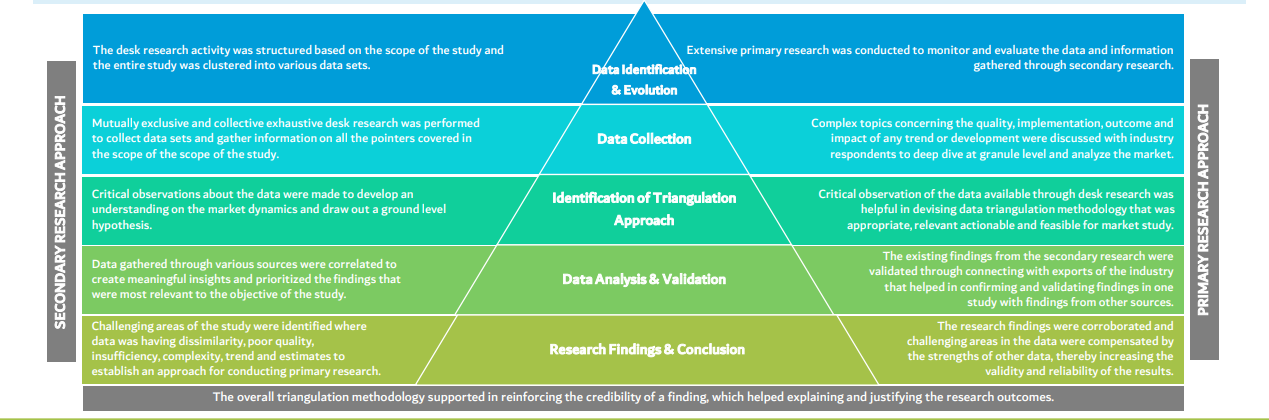 SECONDARY RESEARCH APPROACH
The desk research activity was structured based on the scope of the study and
the entire study was clustered into various data sets.
Data Identification
& Evolution
Extensive primary research was conducted to monitor and evaluate the data and information
gathered through secondary research.
Mutually exclusive and collective exhaustive desk research was performed
to collect data sets and gather information on all the pointers covered in
the scope of the scope of the study.
Data Collection
Complex topics concerning the quality, implementation, outcome and
impact of any trend or development were discussed with industry
respondents to deep dive at granule level and analyze the market.
Critical observations about the data were made to develop an
understanding on the market dynamics and draw out a ground level
hypothesis.
Identification of Triangulation
Approach
Critical observation of the data available through desk research was
helpful in devising data triangulation methodology that was
appropriate, relevant actionable and feasible for market study.
Data gathered through various sources were correlated to
create meaningful insights and prioritized the findings that
were most relevant to the objective of the study.
Data Analysis & Validation
The existing findings from the secondary research were
validated through connecting with exports of the industry
that helped in confirming and validating findings in one
study with findings from other sources.
Challenging areas of the study were identified where
data was having dissimilarity, poor quality,
insufficiency, complexity, trend and estimates to
establish an approach for conducting primary research.
Research Findings & Conclusion
The research findings were corroborated and
challenging areas in the data were compensated by
the strengths of other data, thereby increasing the
validity and reliability of the results.
PRIMARY RESEARCH APPROACH
The overall triangulation methodology supported in reinforcing the credibility of a finding, which helped explaining and justifying the research outcomes.